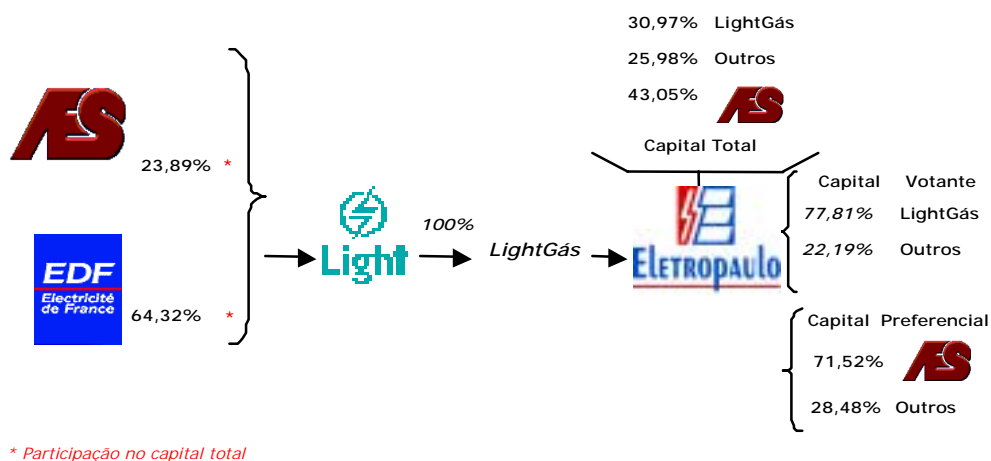 30,97% LightGás
25,98% Outros
43,05% AES
Capital Total
AES
23,89% *
EDF
Electricité
de France
64,32% *
Light
100%
LightGás
ELETROPAULO
Capital Votante
77,81% LightGás
22,19% Outros
Capital Preferencial
71,52% AES
28,48% Outros
* Participação no capital total